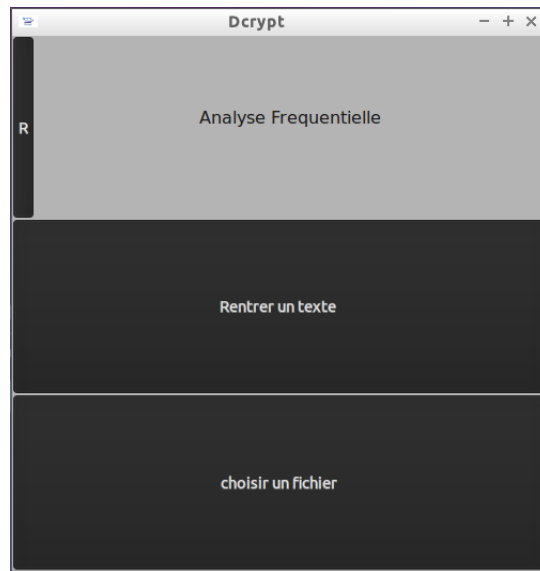 Dcrypt
R
Analyse Frequentielle
Rentrer un texte
choisir un fichier